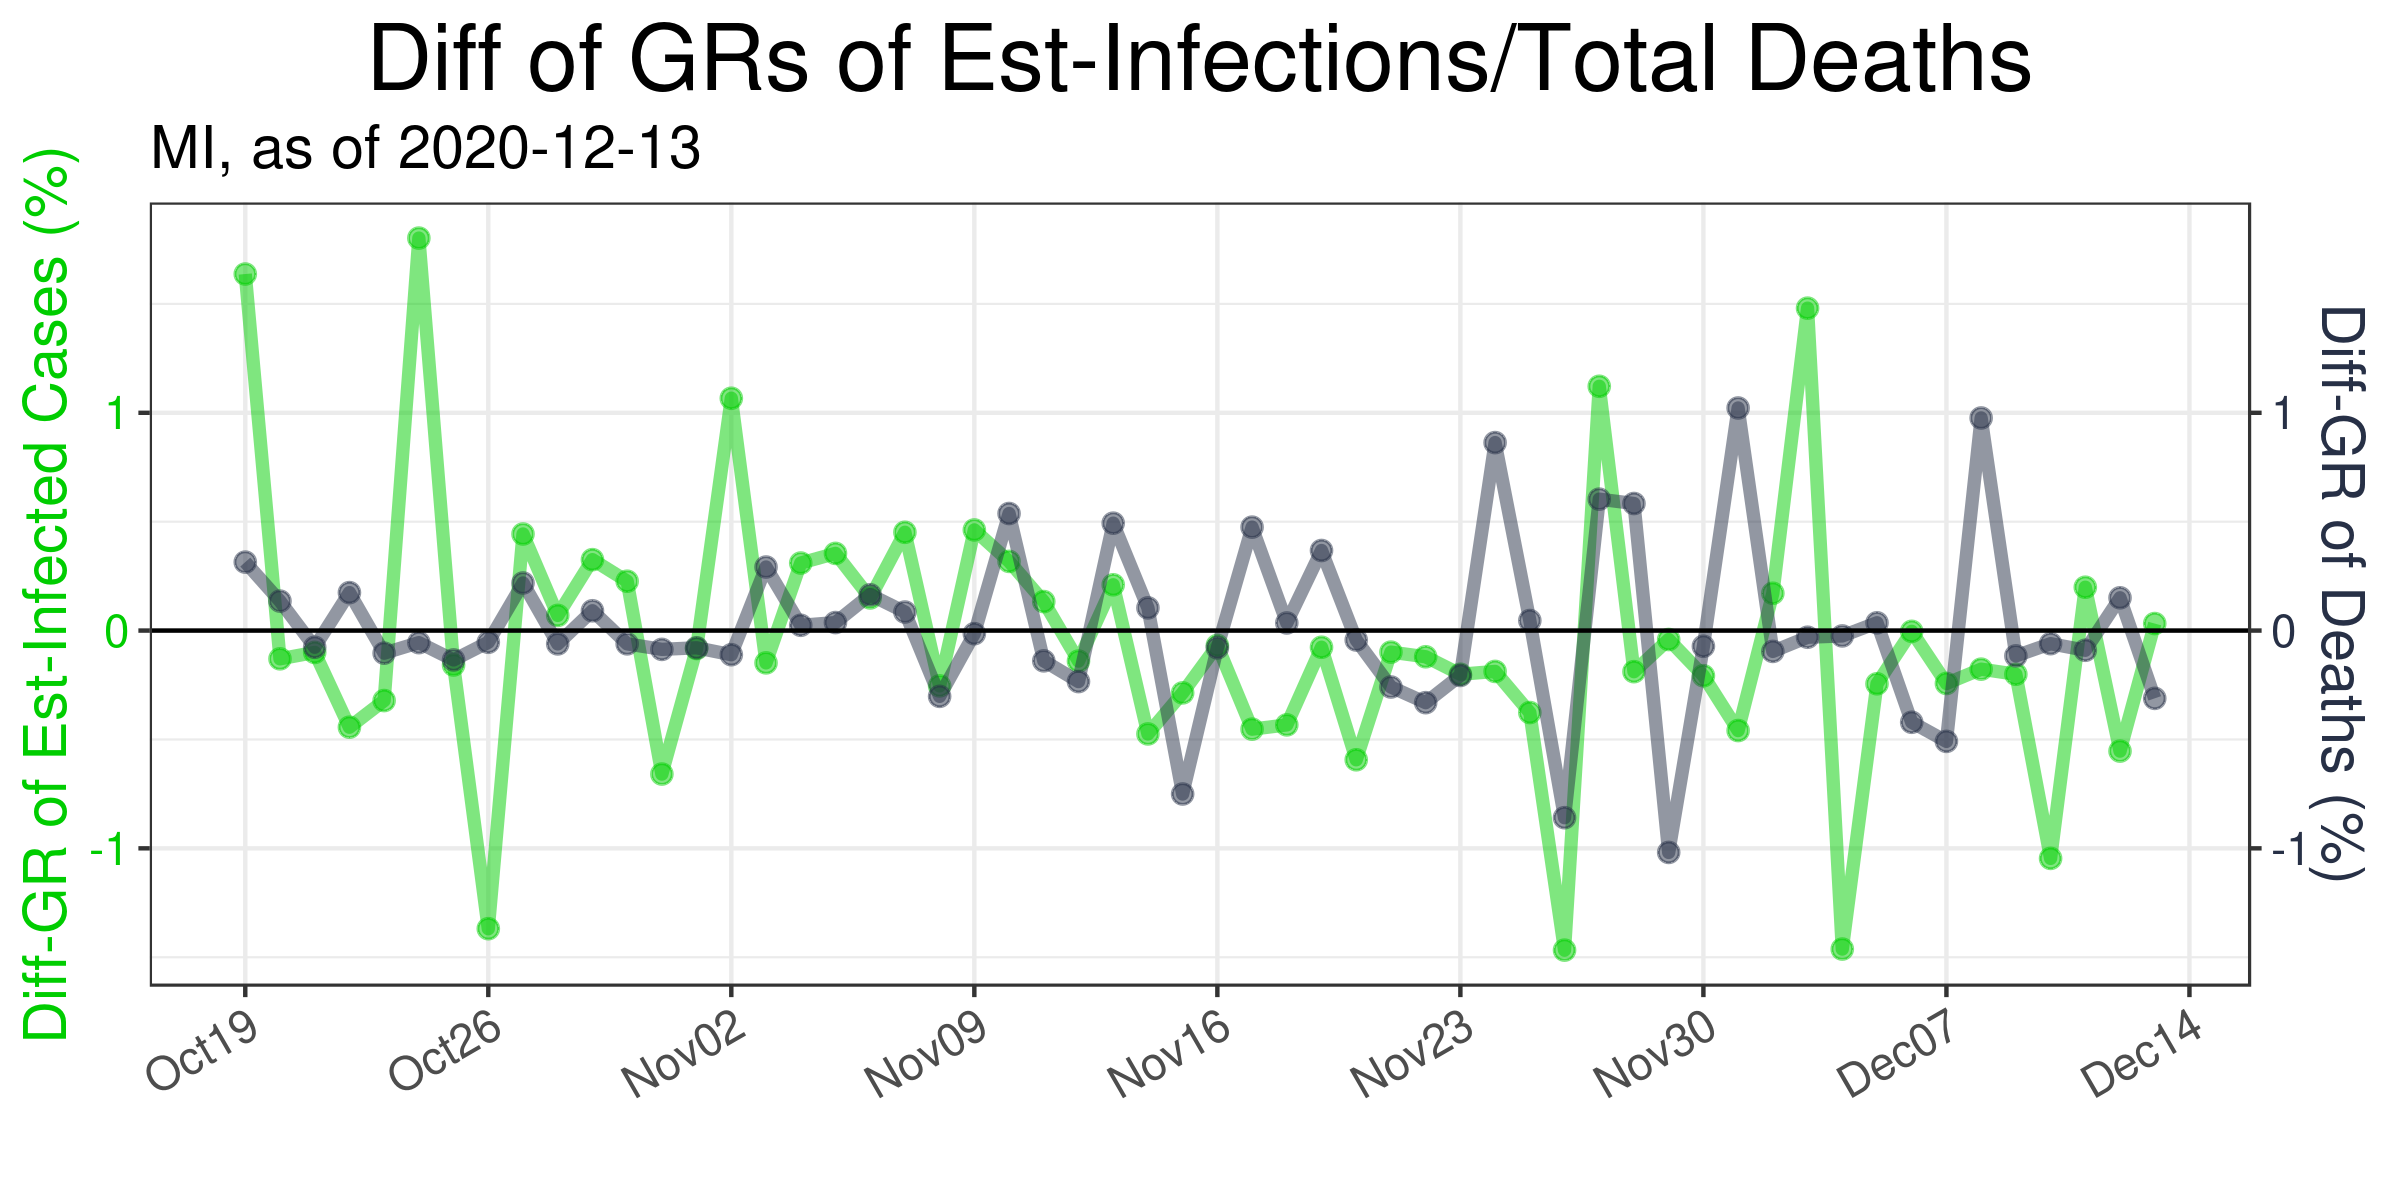 Diff of GRs of Est-Infections/Total Deaths
MI, as of 2020-12-13
Diff-GR of Est-Infected Cases (%)
1
0
-1
1
0
-1
Diff-GR of Deaths (%)
Oct19
Oct26
Nov02
Nov09
Nov16
Nov23
Nov30
Dec07
Dec14